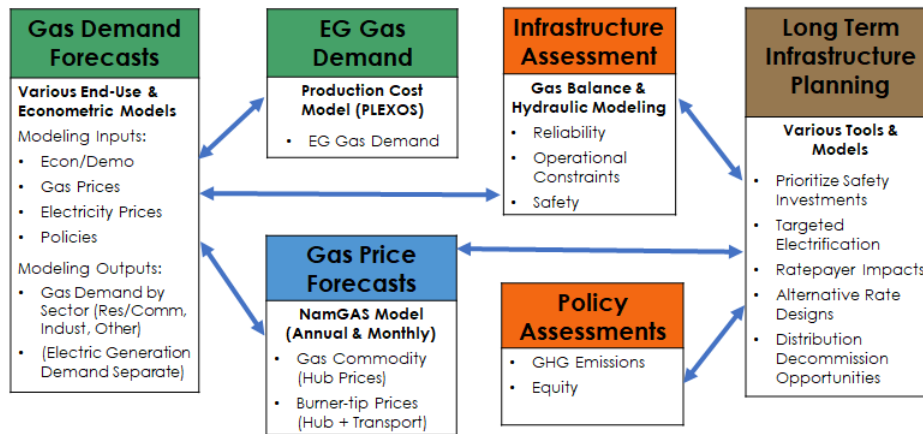 Gas Demand
Forecasts
Various End-Use &
Econometric Models
Modeling Inputs:
• Econ/Demo
• Gas Prices
• Electricity Prices
• Policies
Modeling Outputs:
• Gas Demand by
Sector (Res/Comm,
Indust, Other)
• (Electric Generation
Demand Separate)
EG Gas
Demand
Production Cost
Model (PLEXOS)
• EG Gas Demand
Gas Price
Forecasts
NamGAS Model
(Annual & Monthly)
• Gas Commodity
(Hub Prices)
• Burner-tip Prices
(Hub + Transport)
Infrastructure
Assessment
Gas Balance &
Hydraulic Modeling
• Reliability
• Operational
Constraints
• Safety
Policy
Assessments
• GHG Emissions
• Equity
Long Term
Infrastructure
Planning
Various Tools &
Models
• Prioritize Safety
Investments
• Targeted
Electrification
• Ratepayer Impacts
• Alternative Rate
Designs
• Distribution
Decommission
Opportunities